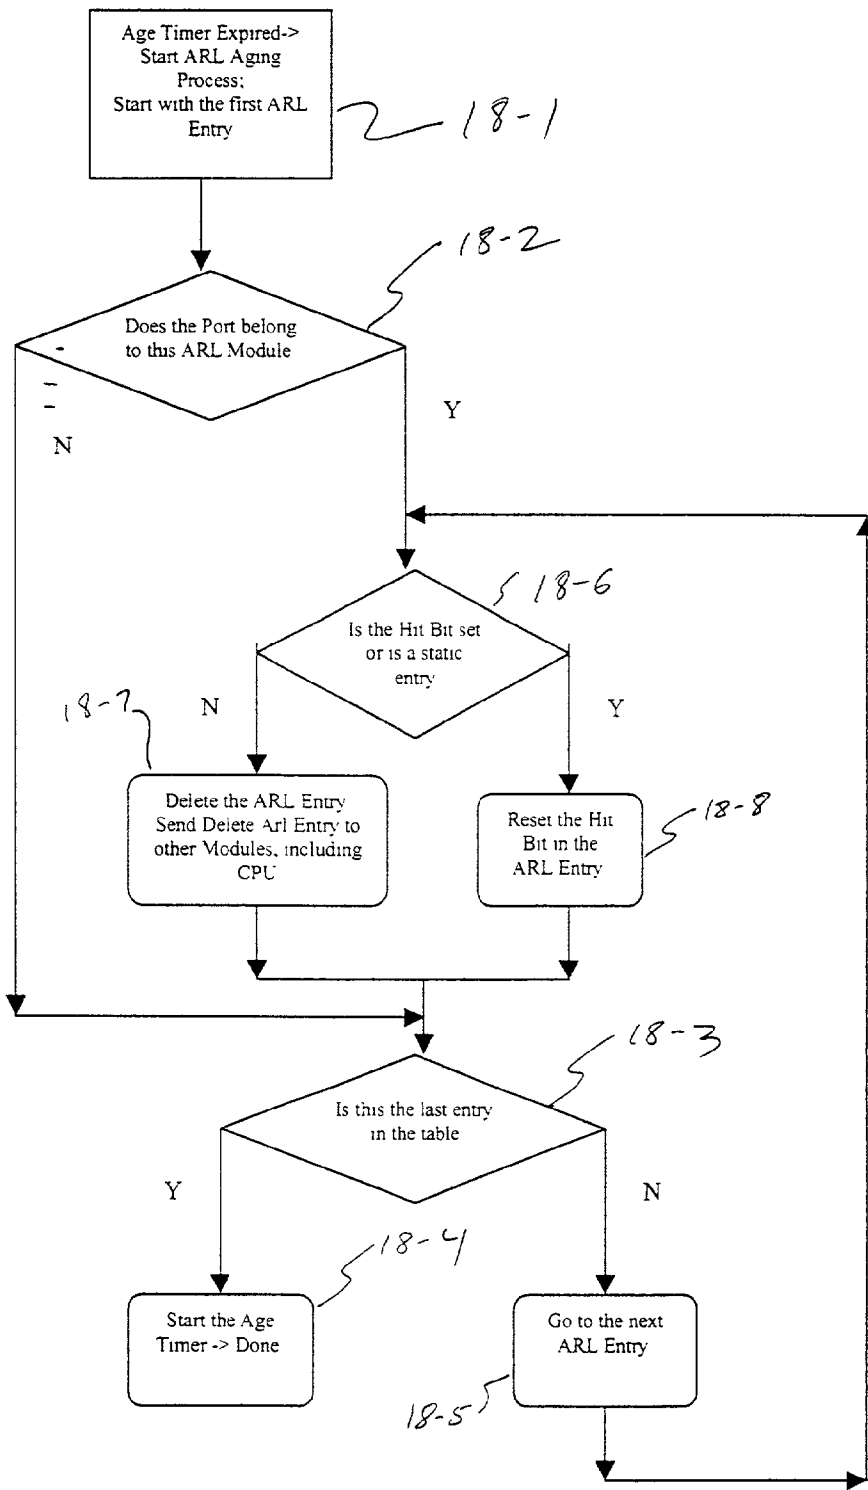 Age Timer Expired->
Start ARL Aging
Process;
Start with the first ARL
Entry
18-1
18-2
Does the Port belong
to this ARL Module
N
Y
18-6
Is the Hit Bit set
or is a static
entry
18-7
N
Y
Delete the ARL Entry
Send Delete Arl Entry to
other Modules, including
CPU
Reset the Hit
Bit in the
ARL Entry
18-8
18-3
Is this the last entry
in the table
Y
N
18-4
Start the Age
Timer -> Done
Go to the next
ARL Entry
18-5